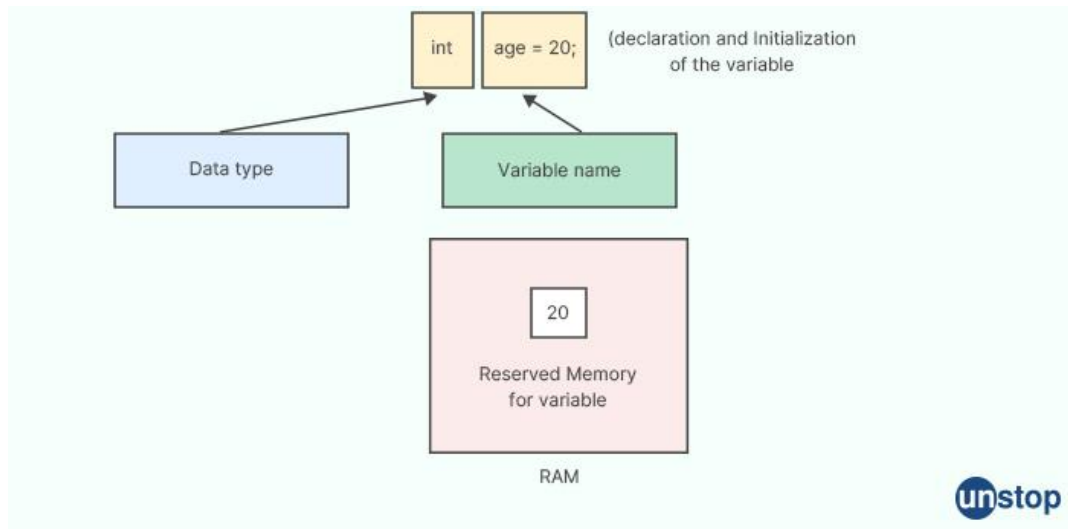 int age = 20; (declaration and Initialization
of the variable
Data type Variable name
20
Reserved Memory
for variable
RAM
unstop